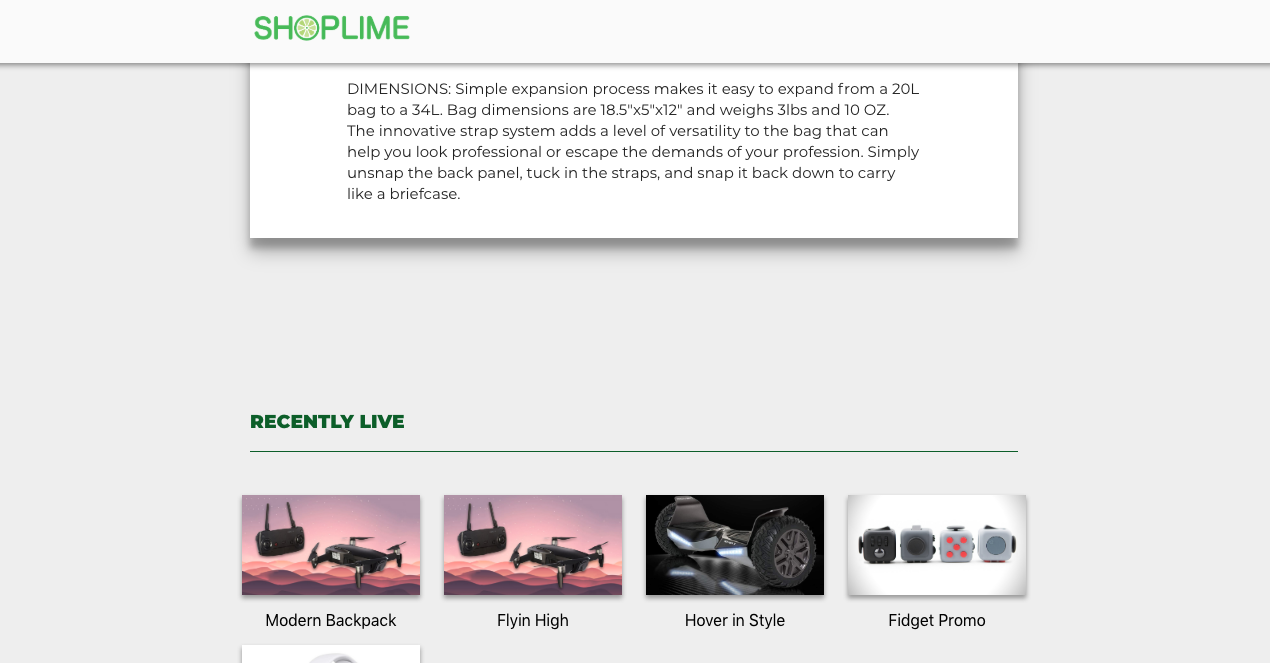 SHOPLIME
DIMENSIONS: Simple expansion process makes it easy to expand from a 20L
bag to a 34L. Bag dimensions are 18.5"x5"x12" and weighs 3lbs and 10 OZ.
The innovative strap system adds a level of versatility to the bag that can
help you look professional or escape the demands of your profession. Simply
unsnap the back panel, tuck in the straps, and snap it back down to carry
like a briefcase.
RECENTLY LIVE
Modern Backpack
Flyin High
Hover in Style
Fidget Promo